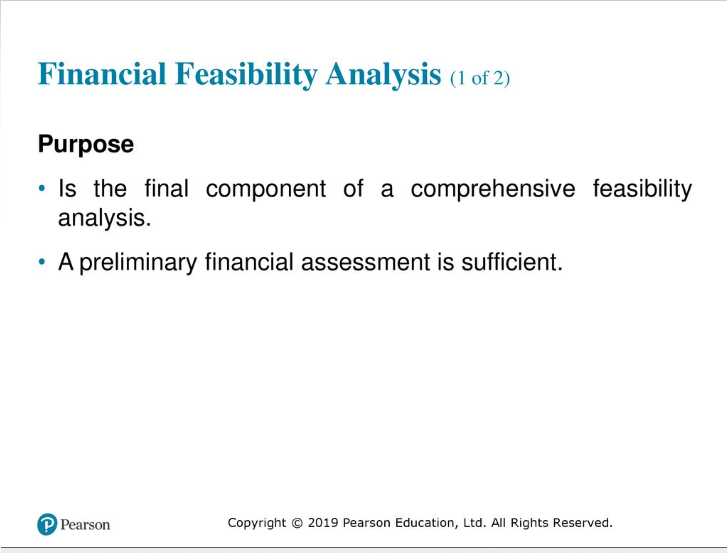 Financial Feasibility Analysis (1 of 2)
Purpose
• Is the final component of a comprehensive feasibility
analysis.
• A preliminary financial assessment is sufficient.
P Pearson
Copyright © 2019 Pearson Education, Ltd. All Rights Reserved.